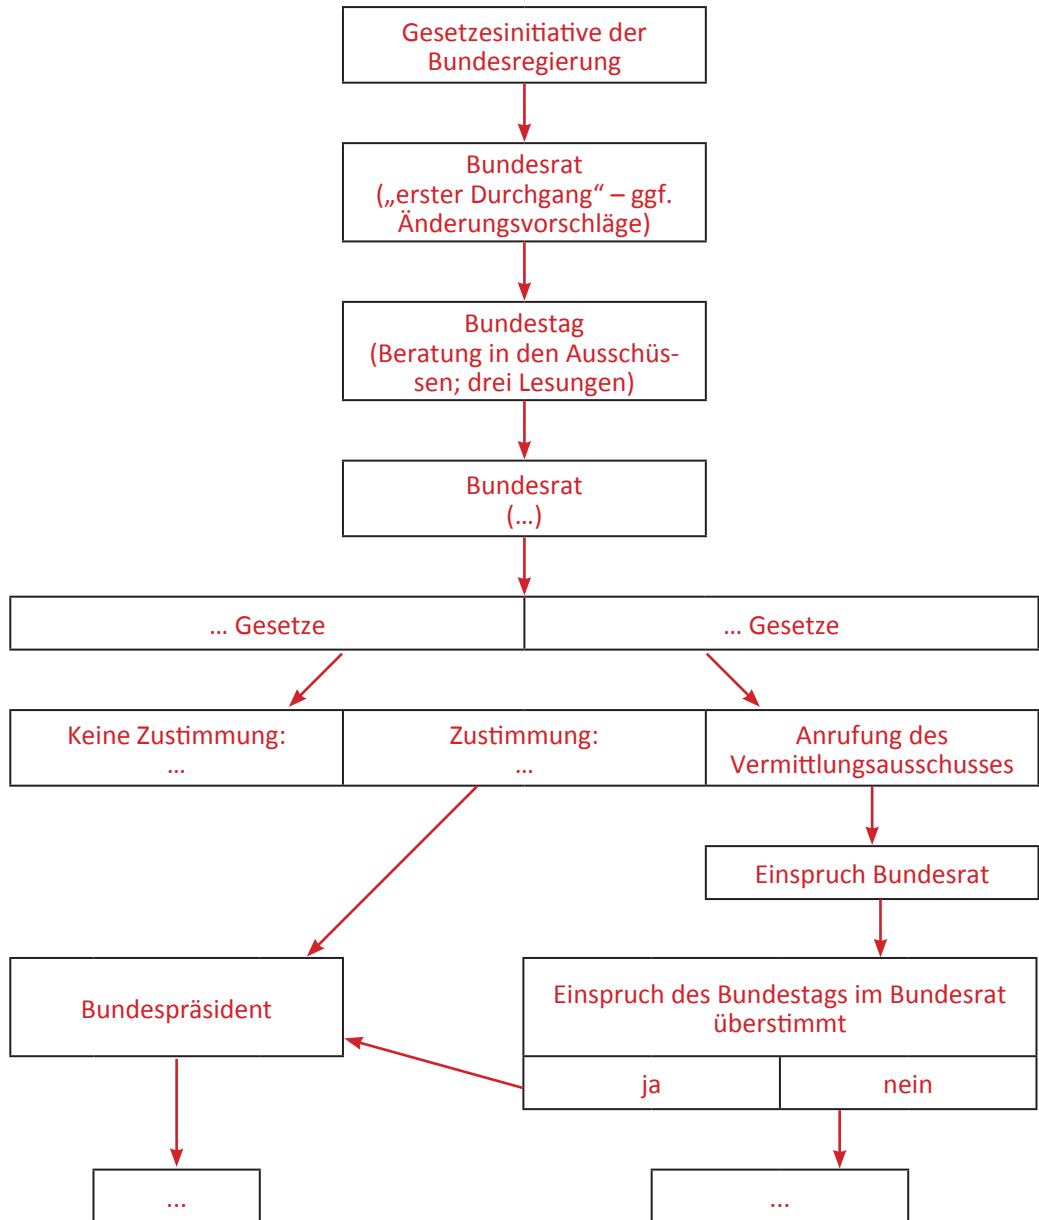 Gesetzesinitiative der
Bundesregierung
Bundesrat
(„erster Durchgang“ – ggf.
Änderungsvorschläge)
Bundestag
(Beratung in den Ausschüs-
sen; drei Lesungen)
Bundesrat
(...)
... Gesetze
... Gesetze
Keine Zustimmung:
...
Zustimmung:
...
Anrufung des
Vermittlungsausschusses
Einspruch Bundesrat
Bundespräsident
Einspruch des Bundestags im Bundesrat
überstimmt
ja
nein
...
...